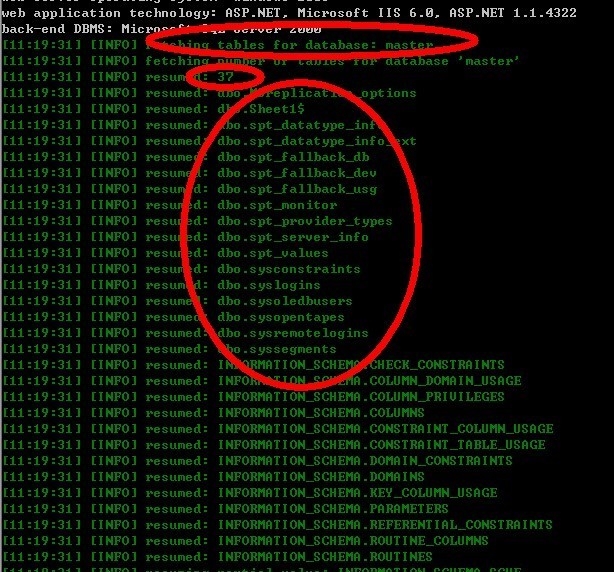 web application technology: ASP.NET, Microsoft IIS 6.0, ASP.NET 1.1.4322
back-end DBMS: Microsoft SQL Server 2000
[11:19:31] [INFO] fetching tables for database: master
[11:19:31] [INFO] fetching number of tables for database 'master'
[11:19:31] [INFO] resumed: 37
[11:19:31] [INFO] resumed: dbo.MSreplication_options
[11:19:31] [INFO] resumed: dbo.Sheet1$
[11:19:31] [INFO] resumed: dbo.spt_datatype_info
[11:19:31] [INFO] resumed: dbo.spt_datatype_info_ext
[11:19:31] [INFO] resumed: dbo.spt_fallback_db
[11:19:31] [INFO] resumed: dbo.spt_fallback_dev
[11:19:31] [INFO] resumed: dbo.spt_fallback_usg
[11:19:31] [INFO] resumed: dbo.spt_monitor
[11:19:31] [INFO] resumed: dbo.spt_provider_types
[11:19:31] [INFO] resumed: dbo.spt_server_info
[11:19:31] [INFO] resumed: dbo.spt_values
[11:19:31] [INFO] resumed: dbo.sysconstraints
[11:19:31] [INFO] resumed: dbo.syslogins
[11:19:31] [INFO] resumed: dbo.sysoledbusers
[11:19:31] [INFO] resumed: dbo.sysopentapes
[11:19:31] [INFO] resumed: dbo.sysremotelogins
[11:19:31] [INFO] resumed: dbo.syssegments
[11:19:31] [INFO] resumed: INFORMATION_SCHEMA.CHECK_CONSTRAINTS
[11:19:31] [INFO] resumed: INFORMATION_SCHEMA.COLUMN_DOMAIN_USAGE
[11:19:31] [INFO] resumed: INFORMATION_SCHEMA.COLUMN_PRIVILEGES
[11:19:31] [INFO] resumed: INFORMATION_SCHEMA.COLUMNS
[11:19:31] [INFO] resumed: INFORMATION_SCHEMA.CONSTRAINT_COLUMN_USAGE
[11:19:31] [INFO] resumed: INFORMATION_SCHEMA.CONSTRAINT_TABLE_USAGE
[11:19:31] [INFO] resumed: INFORMATION_SCHEMA.DOMAIN_CONSTRAINTS
[11:19:31] [INFO] resumed: INFORMATION_SCHEMA.DOMAINS
[11:19:31] [INFO] resumed: INFORMATION_SCHEMA.KEY_COLUMN_USAGE
[11:19:31] [INFO] resumed: INFORMATION_SCHEMA.PARAMETERS
[11:19:31] [INFO] resumed: INFORMATION_SCHEMA.REFERENTIAL_CONSTRAINTS
[11:19:31] [INFO] resumed: INFORMATION_SCHEMA.ROUTINE_COLUMNS
[11:19:31] [INFO] resumed: INFORMATION_SCHEMA.ROUTINES